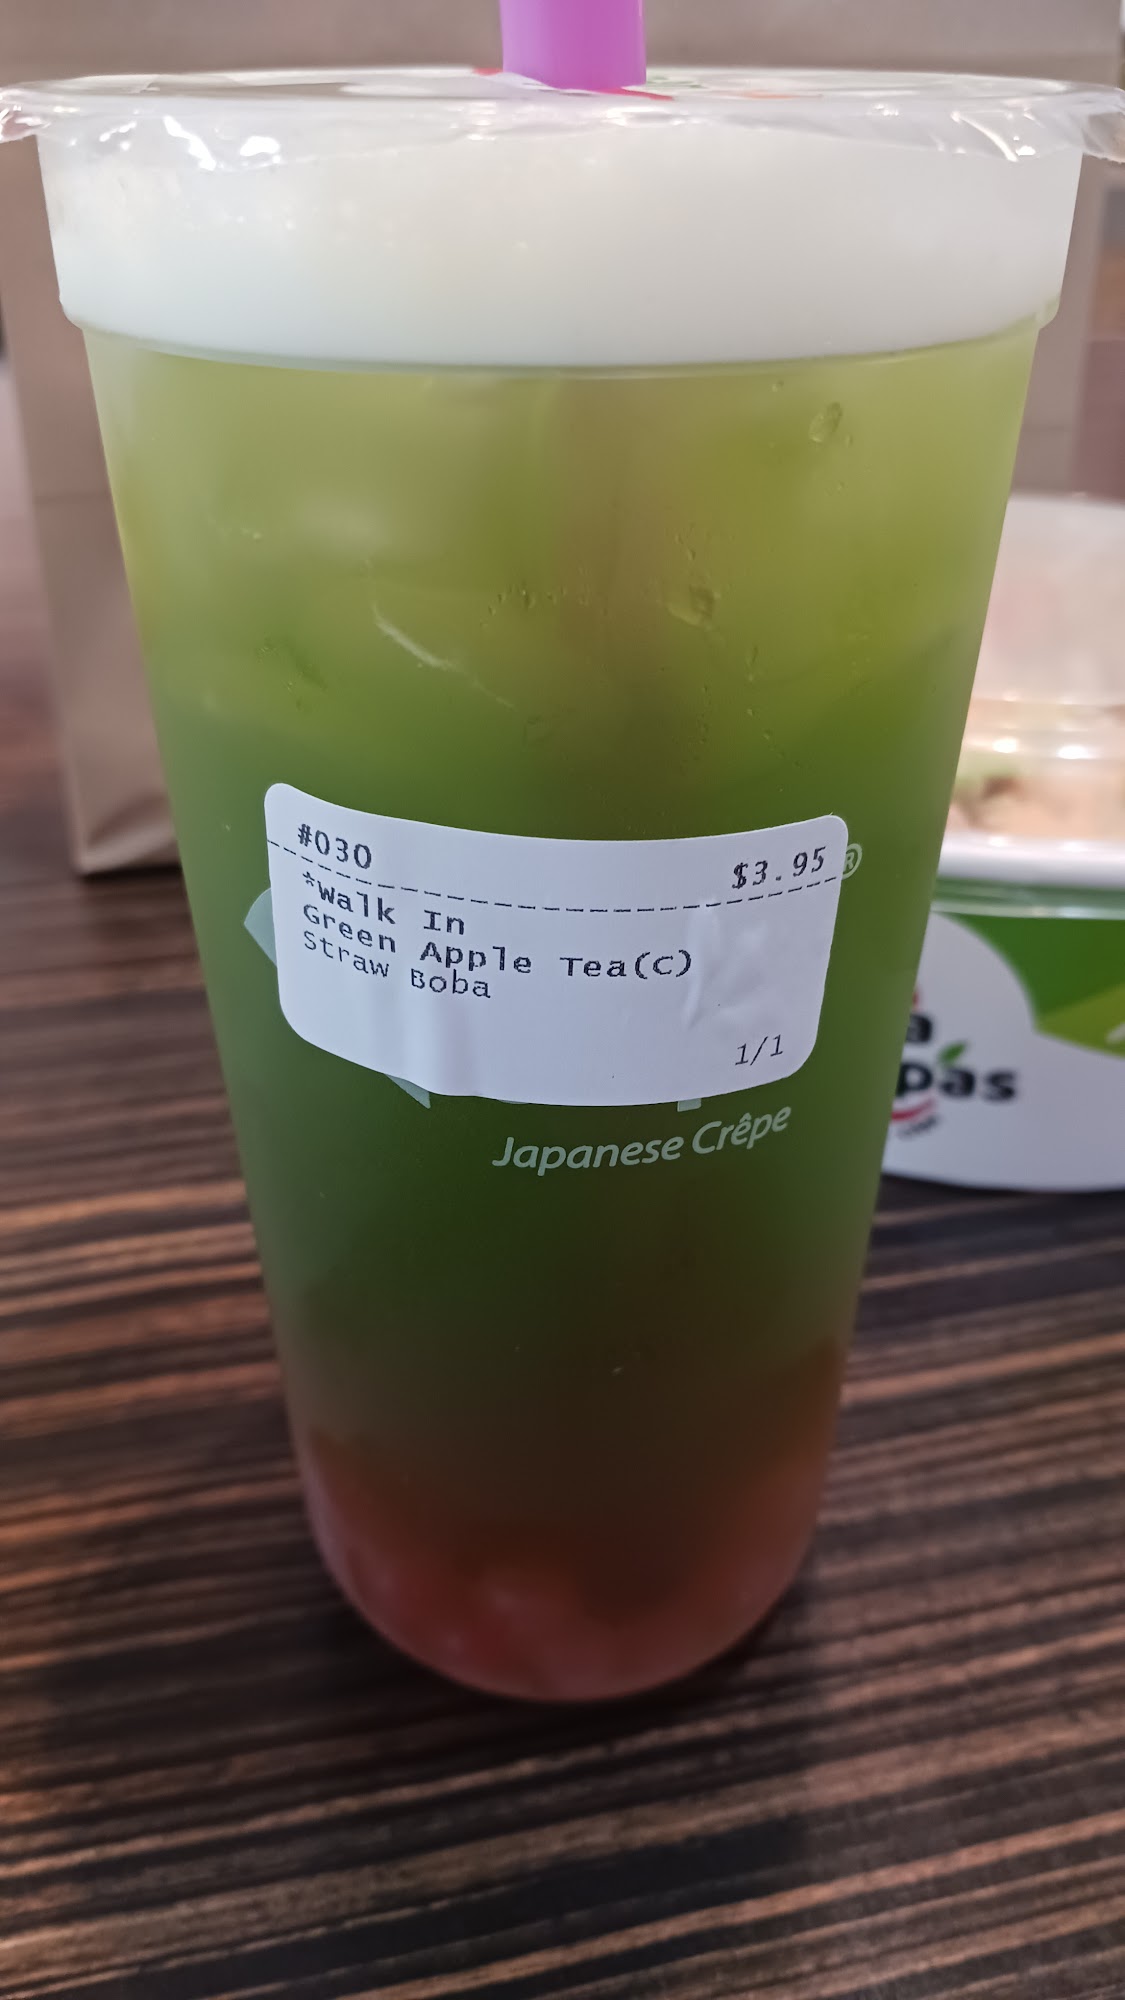 #030
$3.95
*Walk In
Green Apple Tea(C)
Straw Boba
1/1
®
Japanese Crêpe